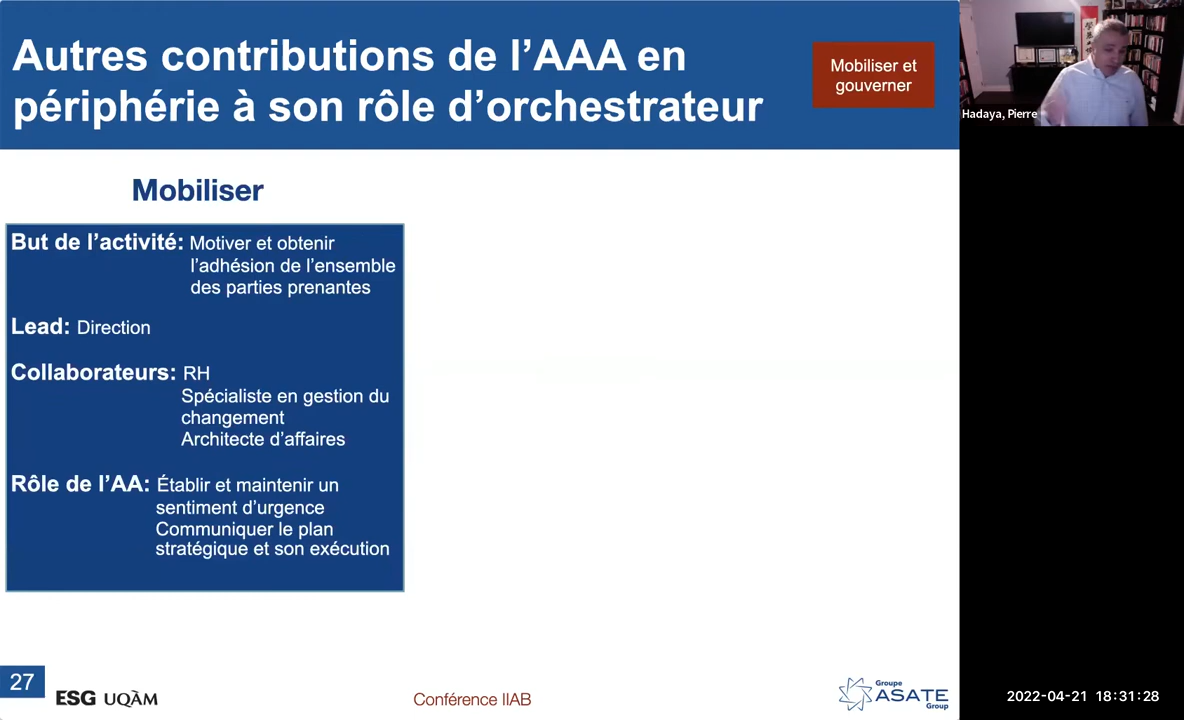 Autres contributions de l’AAA en
périphérie à son rôle d’orchestrateur
Mobiliser et
gouverner
Hadaya, Pierre
Mobiliser
But de l’activité: Motiver et obtenir
l’adhésion de l’ensemble
des parties prenantes
Lead: Direction
Collaborateurs: RH
Spécialiste en gestion du
changement
Architecte d’affaires
Rôle de l’AA: Établir et maintenir un
sentiment d’urgence
Communiquer le plan
stratégique et son exécution
27
ESG UQÀM
Conférence IIAB
Groupe
ASATE
Group
2022-04-21 18:31:28